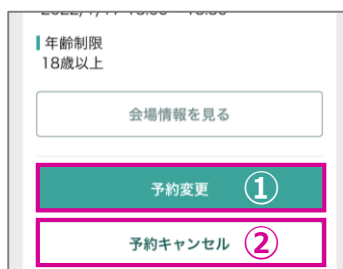 年齢制限
18歳以上
会場情報を見る
予約変更 ①
予約キャンセル ②